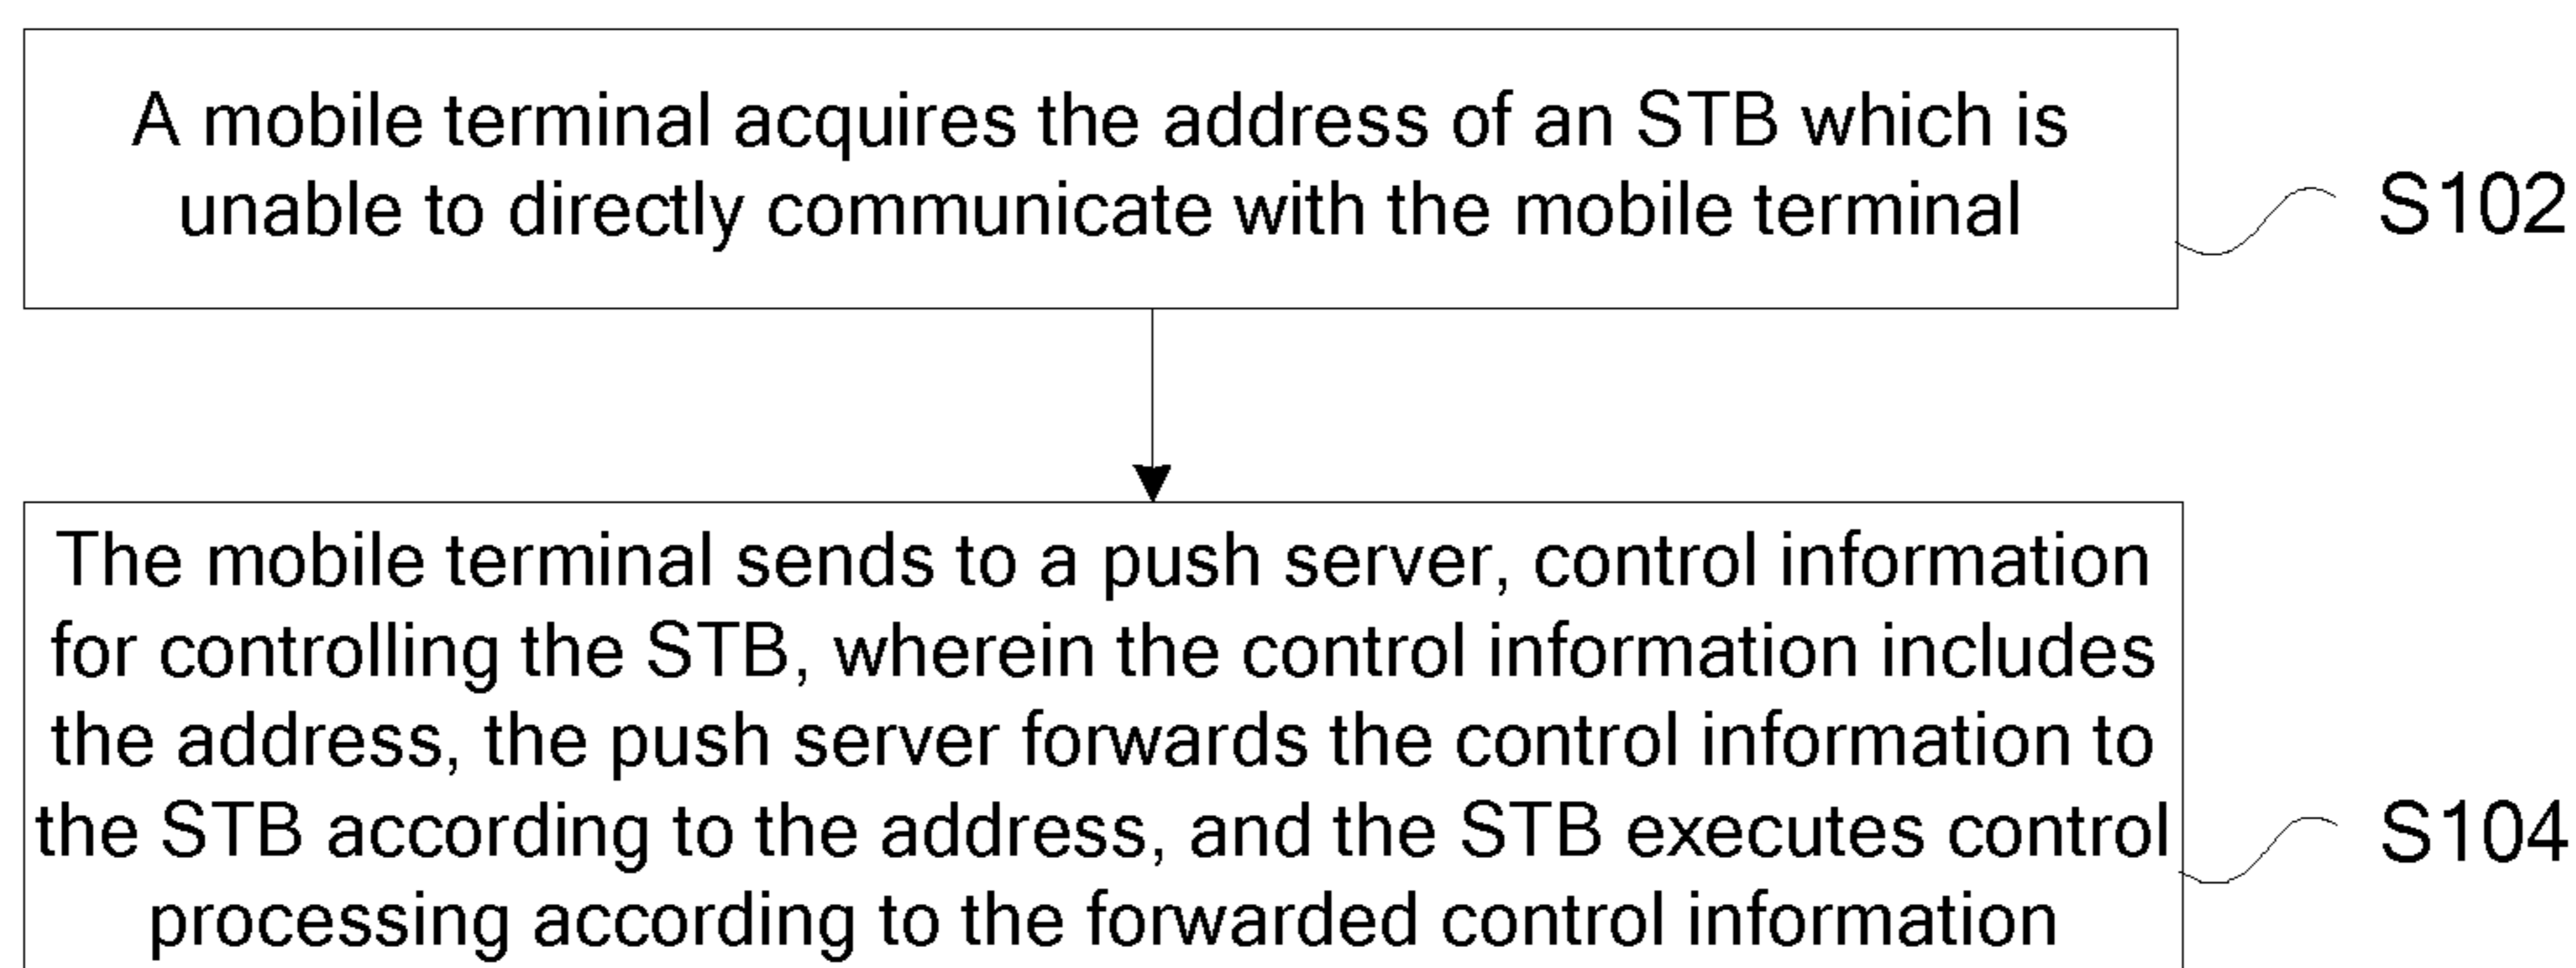 A mobile terminal acquires the address of an STB which is
unable to directly communicate with the mobile terminal
S102
The mobile terminal sends to a push server, control information
for controlling the STB, wherein the control information includes
the address, the push server forwards the control information to
the STB according to the address, and the STB executes control
processing according to the forwarded control information
S104